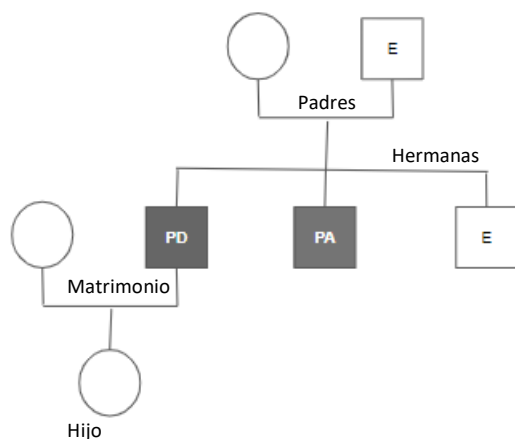 E
Padres
Hermanas
PD
PA
E
Matrimonio
Hijo